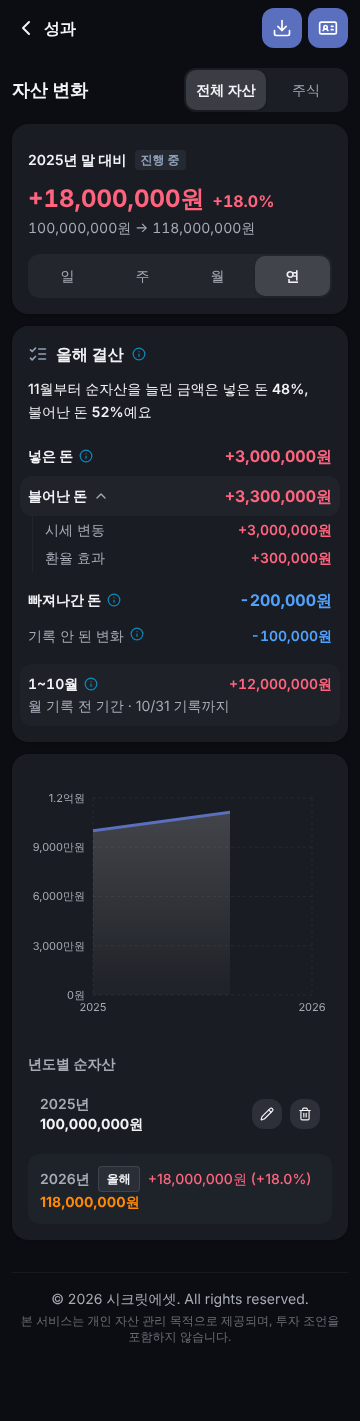 성과
자산 변화
전체 자산 주식
2025년 말 대비 진행 중
+18,000,000원 +18.0%
100,000,000원 → 118,000,000원
일 주 월 연
올해 결산
11월부터 순자산을 늘린 금액은 넣은 돈 48%,
불어난 돈 52%예요
넣은 돈 +3,000,000원
불어난 돈 +3,300,000원
시세 변동 +3,000,000원
환율 효과 +300,000원
빠져나간 돈 -200,000원
기록 안 된 변화 -100,000원
1~10월 +12,000,000원
월 기록 전 기간 · 10/31 기록까지
1.2억원
9,000만원
6,000만원
3,000만원
0원
2025 2026
년도별 순자산
2025년
100,000,000원
2026년 올해 +18,000,000원 (+18.0%)
118,000,000원
© 2026 시크릿에셋. All rights reserved.
본 서비스는 개인 자산 관리 목적으로 제공되며, 투자 조언을
포함하지 않습니다.